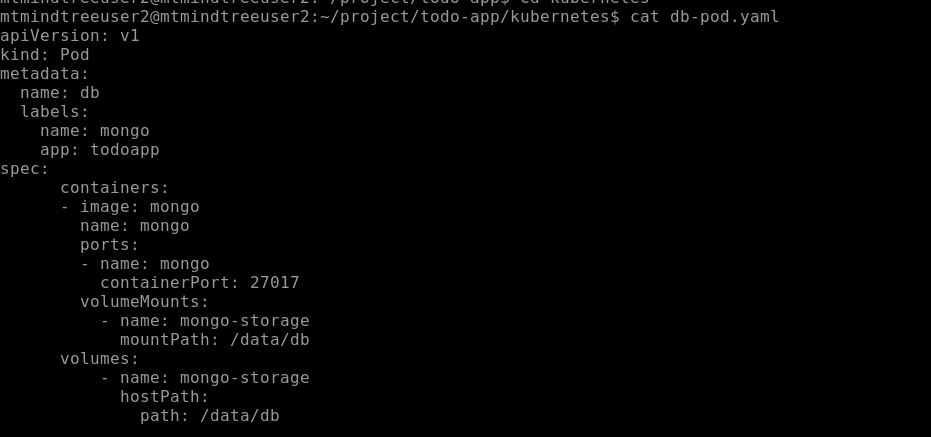 mtmindtreeuser2@mtmindtreeuser2:~/project/todo-app$ cd kubernetes
mtmindtreeuser2@mtmindtreeuser2:~/project/todo-app/kubernetes$ cat db-pod.yaml
apiVersion: v1
kind: Pod
metadata:
  name: db
  labels:
    name: mongo
    app: todoapp
spec:
      containers:
      - image: mongo
        name: mongo
        ports:
        - name: mongo
          containerPort: 27017
        volumeMounts:
          - name: mongo-storage
            mountPath: /data/db
      volumes:
          - name: mongo-storage
            hostPath:
              path: /data/db